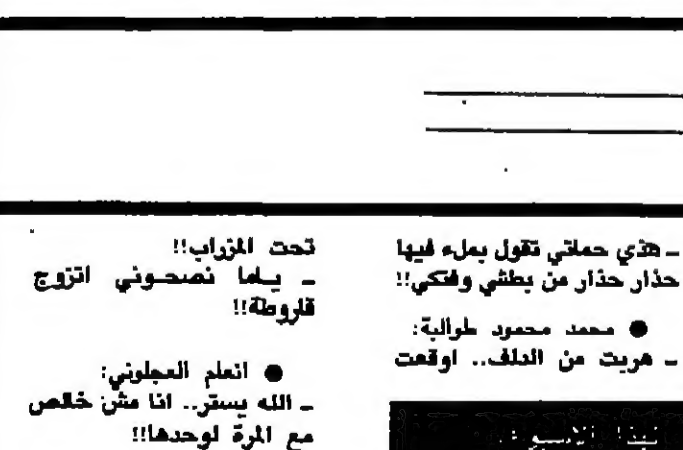 ـ هذي حماتي تقول بملء فيها
حذار حذار من بطشي وفتكي!!
● محمد محمود طوالبة:
ـ هربت من الدلف.. اوقعت
تحت المزراب!!
ـ ياما نصحوني اتزوج
قاروطة!!
● انعام العجلوني:
ـ الله يستر.. انا مش خالص
مع المرة لوحدها!!